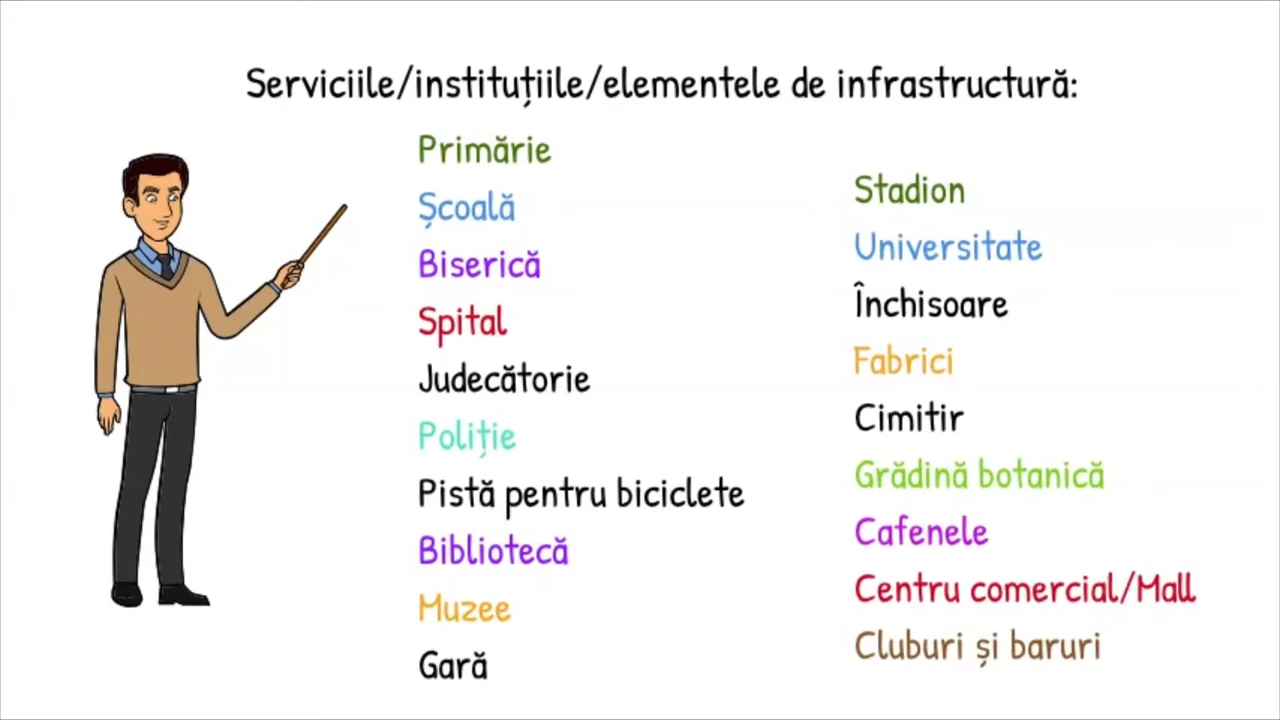 Serviciile/instituțiile/elementele de infrastructură:
Primărie
Școală
Biserică
Spital
Judecătorie
Poliție
Pistă pentru biciclete
Bibliotecă
Muzee
Gară
Stadion
Universitate
Închisoare
Fabrici
Cimitir
Grădină botanică
Cafenele
Centru comercial/Mall
Cluburi și baruri